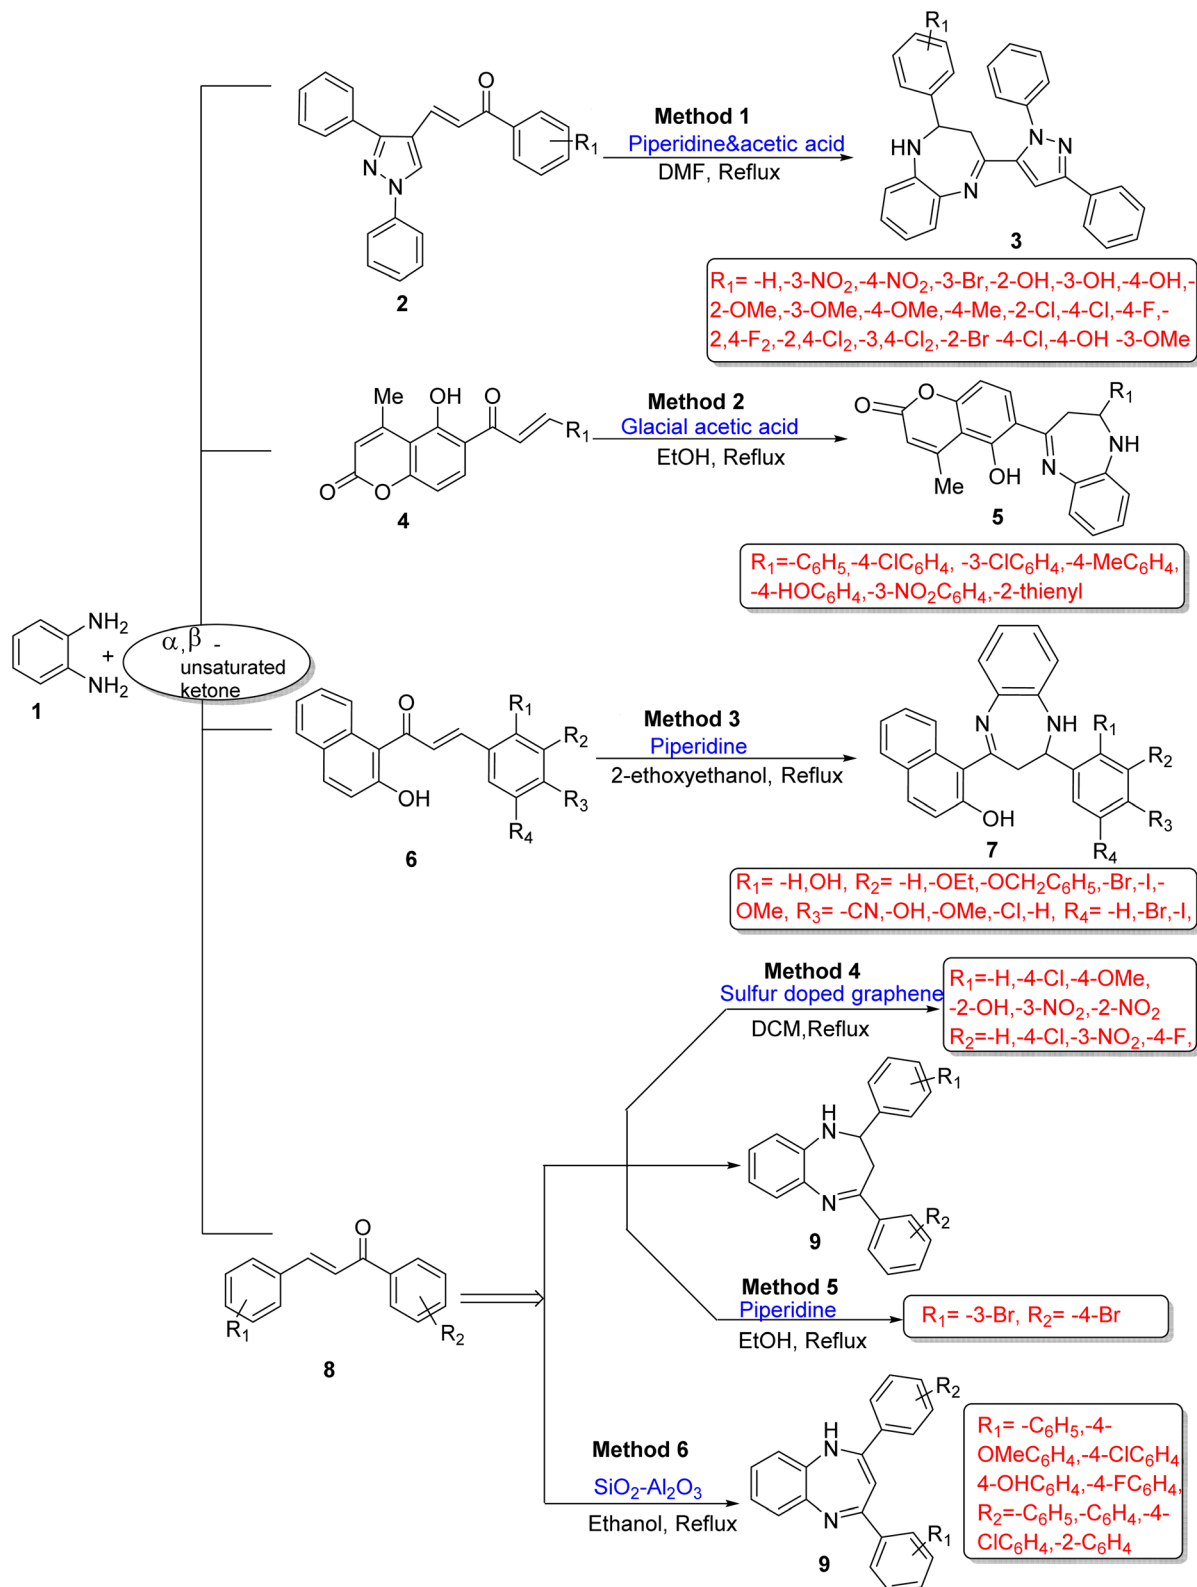 R1
O
N
N
R1
2
Method 1
Piperidine&acetic acid
DMF, Reflux
HN
N
N
N
3
R1= -H,-3-NO2,-4-NO2,-3-Br,-2-OH,-3-OH,-4-OH,-
2-OMe,-3-OMe,-4-OMe,-4-Me,-2-Cl,-4-Cl,-4-F,-
2,4-F2,-2,4-Cl2,-3,4-Cl2,-2-Br -4-Cl,-4-OH -3-OMe
Me
OH
O
R1
O
O
4
Method 2
Glacial acetic acid
EtOH, Reflux
O
O
R1
NH
N
OH
Me
5
R1=-C6H5,-4-ClC6H4, -3-ClC6H4,-4-MeC6H4,
-4-HOC6H4,-3-NO2C6H4,-2-thienyl
NH2
NH2
1
+
α,β -
unsaturated
ketone
O
R1
R2
R3
R4
OH
6
Method 3
Piperidine
2-ethoxyethanol, Reflux
N
NH
R1
R2
R3
R4
OH
7
R1= -H,OH, R2= -H,-OEt,-OCH2C6H5,-Br,-I,-
OMe, R3= -CN,-OH,-OMe,-Cl,-H, R4= -H,-Br,-I,
Method 4
Sulfur doped graphene
DCM,Reflux
R1=-H,-4-Cl,-4-OMe,
-2-OH,-3-NO2,-2-NO2
R2=-H,-4-Cl,-3-NO2,-4-F,
R1
H
N
N
R2
9
O
R1
R2
8
Method 5
Piperidine
EtOH, Reflux
R1= -3-Br, R2= -4-Br
Method 6
SiO2-Al2O3
Ethanol, Reflux
R2
H
N
N
R1
9
R1= -C6H5,-4-
OMeC6H4,-4-ClC6H4
4-OHC6H4,-4-FC6H4,
R2=-C6H5,-C6H4,-4-
ClC6H4,-2-C6H4